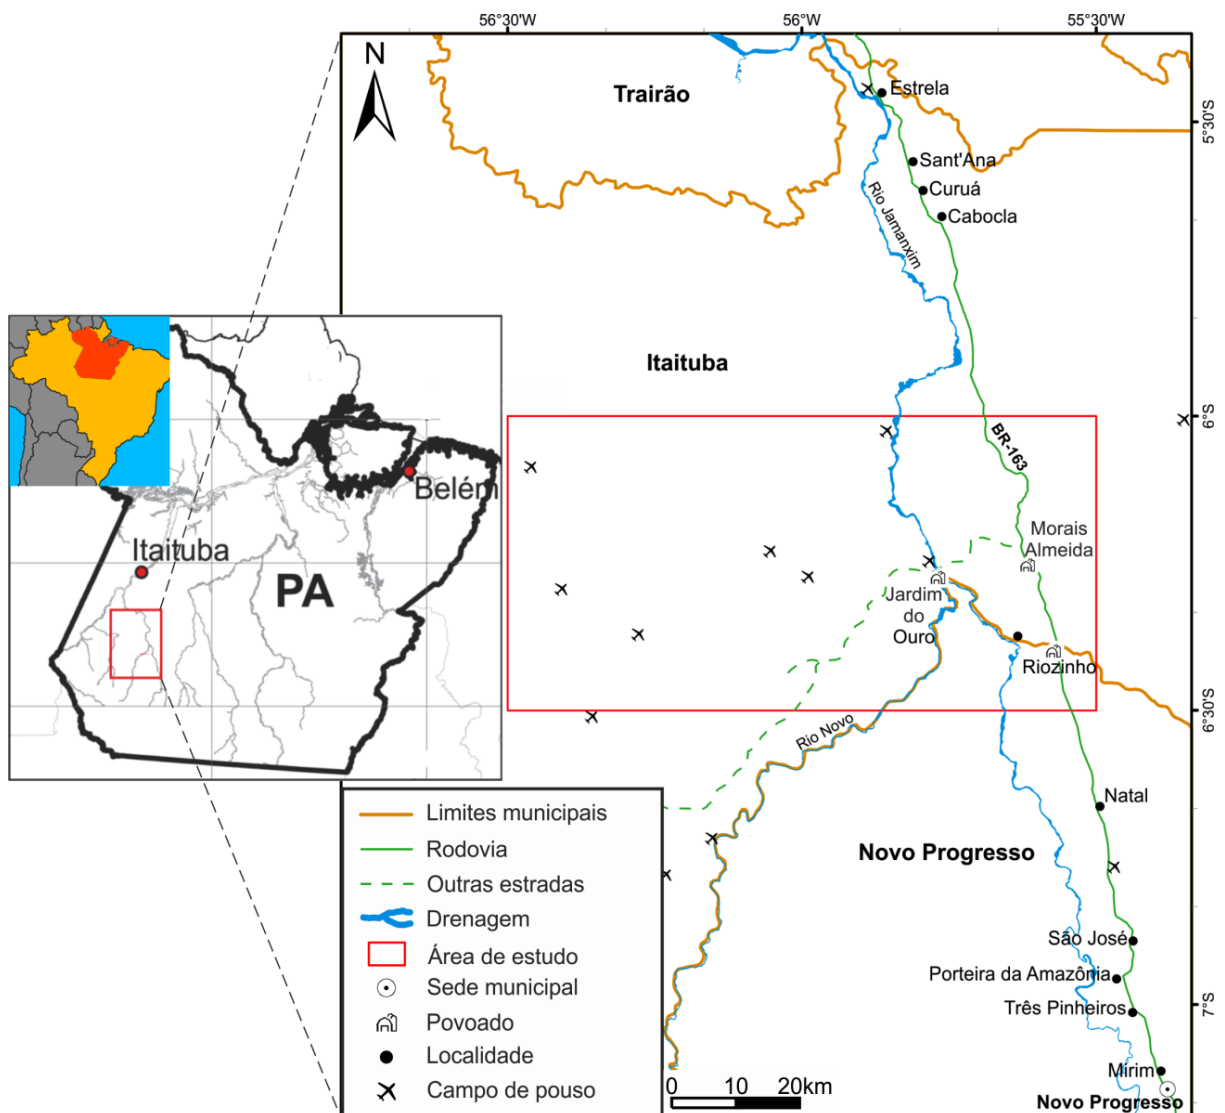 56°30'W
56°W
55°30'W
N
Trairão
Estrela
5°30'S
Sant'Ana
Curuá
Cabocla
Rio Jamanxim
Itaituba
6°S
BR-163
Belém
Itaituba
PA
Morais
Almeida
Jardim
do
Ouro
Riozinho
6°30'S
Rio Novo
Natal
Novo Progresso
Limites municipais
Rodovia
Outras estradas
Drenagem
Área de estudo
Sede municipal
Povoado
Localidade
Campo de pouso
São José
Porteira da Amazônia
Três Pinheiros
7°S
Mirim
Novo Progresso
0 10 20km